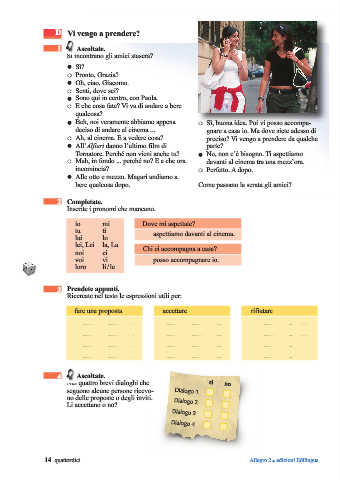 Vi vengo a prendere?
Ascoltate.
Si incontrano gli amici stasera?
Sì?
Pronto, Grazia?
Oh, ciao, Giacomo.
Senti, dove sei?
Sono qui in centro, con Paola.
E che cosa fate? Vi va di andare a bere
qualcosa?
Beh, noi veramente abbiamo appena
deciso di andare al cinema ...
Ah, al cinema. E a vedere cosa?
All'Astra danno l'ultimo film di
Tornatore. Perché non vieni anche tu?
Mah, in fondo ... perché no? E a che ora
incomincia?
Alle otto e mezzo. Magari andiamo a
bere qualcosa dopo.
Sì, buona idea. Poi vi posso accompa-
gnare a casa io. Ma dove siete adesso di
preciso? Vi vengo a prendere da qualche
parte?
No, non c'è bisogno. Ti aspettiamo
davanti al cinema tra una mezz'ora.
Perfetto. A dopo.
Come passano la serata gli amici?
Completate.
Inserite i pronomi che mancano.
io mi
tu ti
lui lo
lei, Lei la, La
noi ci
voi vi
loro li/le
Dove mi aspettate?
aspettiamo davanti al cinema.
Chi ci accompagna a casa?
posso accompagnare io.
Prendete appunti.
Ricercate nel testo le espressioni utili per:
fare una proposta accettare rifiutare
Ascoltate.
quattro brevi dialoghi che
seguono alcune persone ricevo-
no delle proposte o degli inviti.
Li accettano o no?
sì no
Dialogo 1
Dialogo 2
Dialogo 3
Dialogo 4
14 quattordici
Allegro 2 edizioni Edilingua